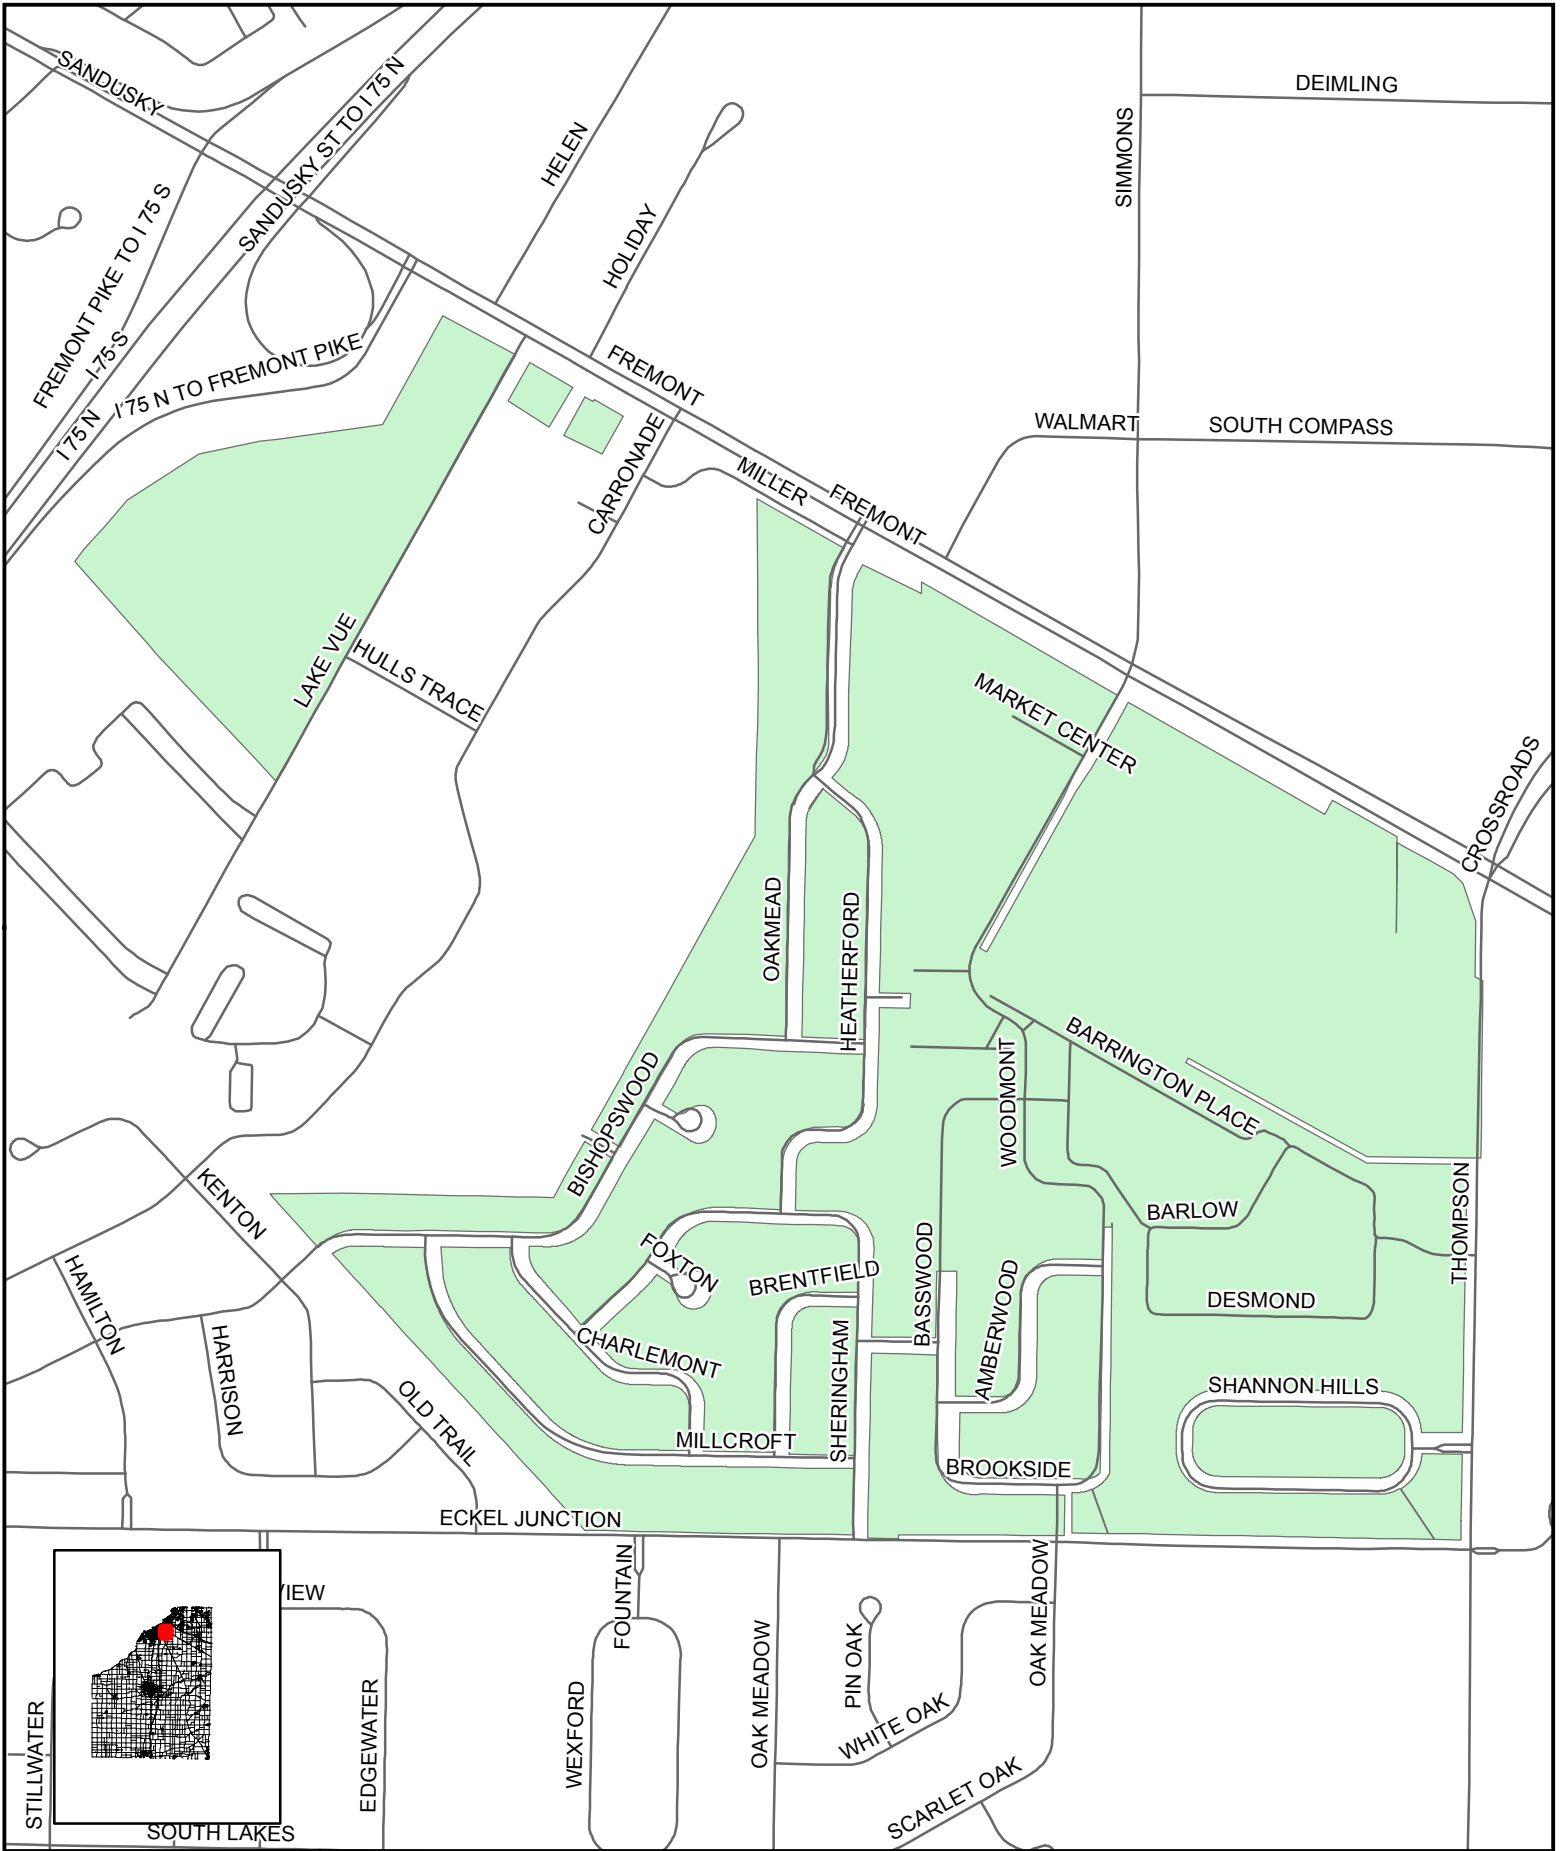 SANDUSKY
SANDUSKY ST TO I 75 N
DEIMLING
SIMMONS
HELEN
HOLIDAY
FREMONT PIKE TO I 75 S
I 75 S
I 75 N
I 75 N TO FREMONT PIKE
FREMONT
CARRONADE
WALMART
SOUTH COMPASS
MILLER
FREMONT
LAKE VUE
HULLS TRACE
MARKET CENTER
CROSSROADS
OAKMEAD
HEATHERFORD
BARRINGTON PLACE
WOODMONT
BISHOPSWOOD
KENTON
THOMPSON
BARLOW
FOXTON
BRENTFIELD
BASSWOOD
AMBERWOOD
DESMOND
HAMILTON
HARRISON
CHARLEMONT
SHERINGHAM
OLD TRAIL
SHANNON HILLS
MILLCROFT
BROOKSIDE
ECKEL JUNCTION
VIEW
FOUNTAIN
OAK MEADOW
OAK MEADOW
PIN OAK
WHITE OAK
STILLWATER
EDGEWATER
WEXFORD
SCARLET OAK
SOUTH LAKES